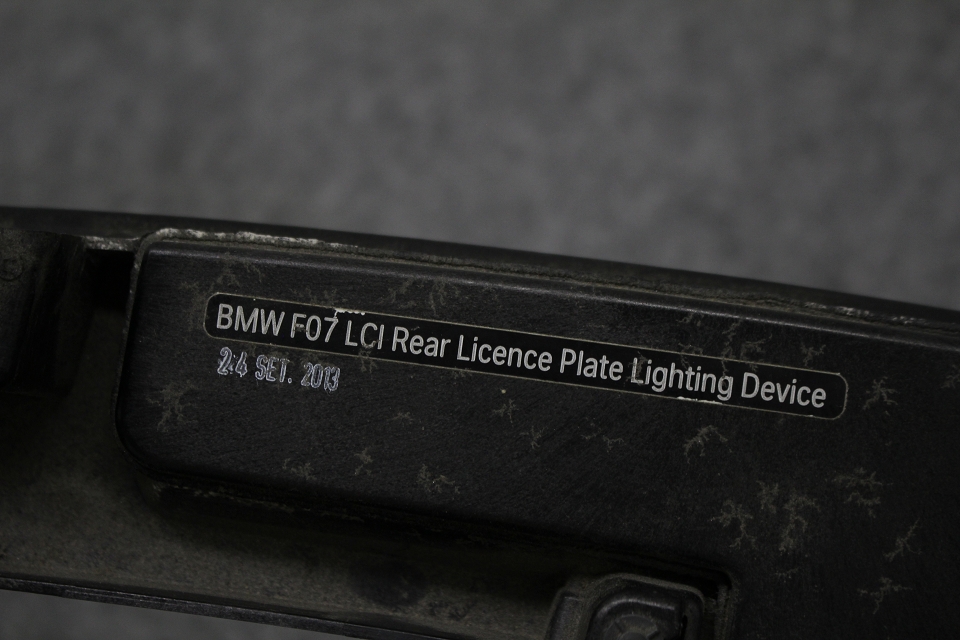 BMW F07 LCI Rear Licence Plate Lighting Device
24 SET. 2013